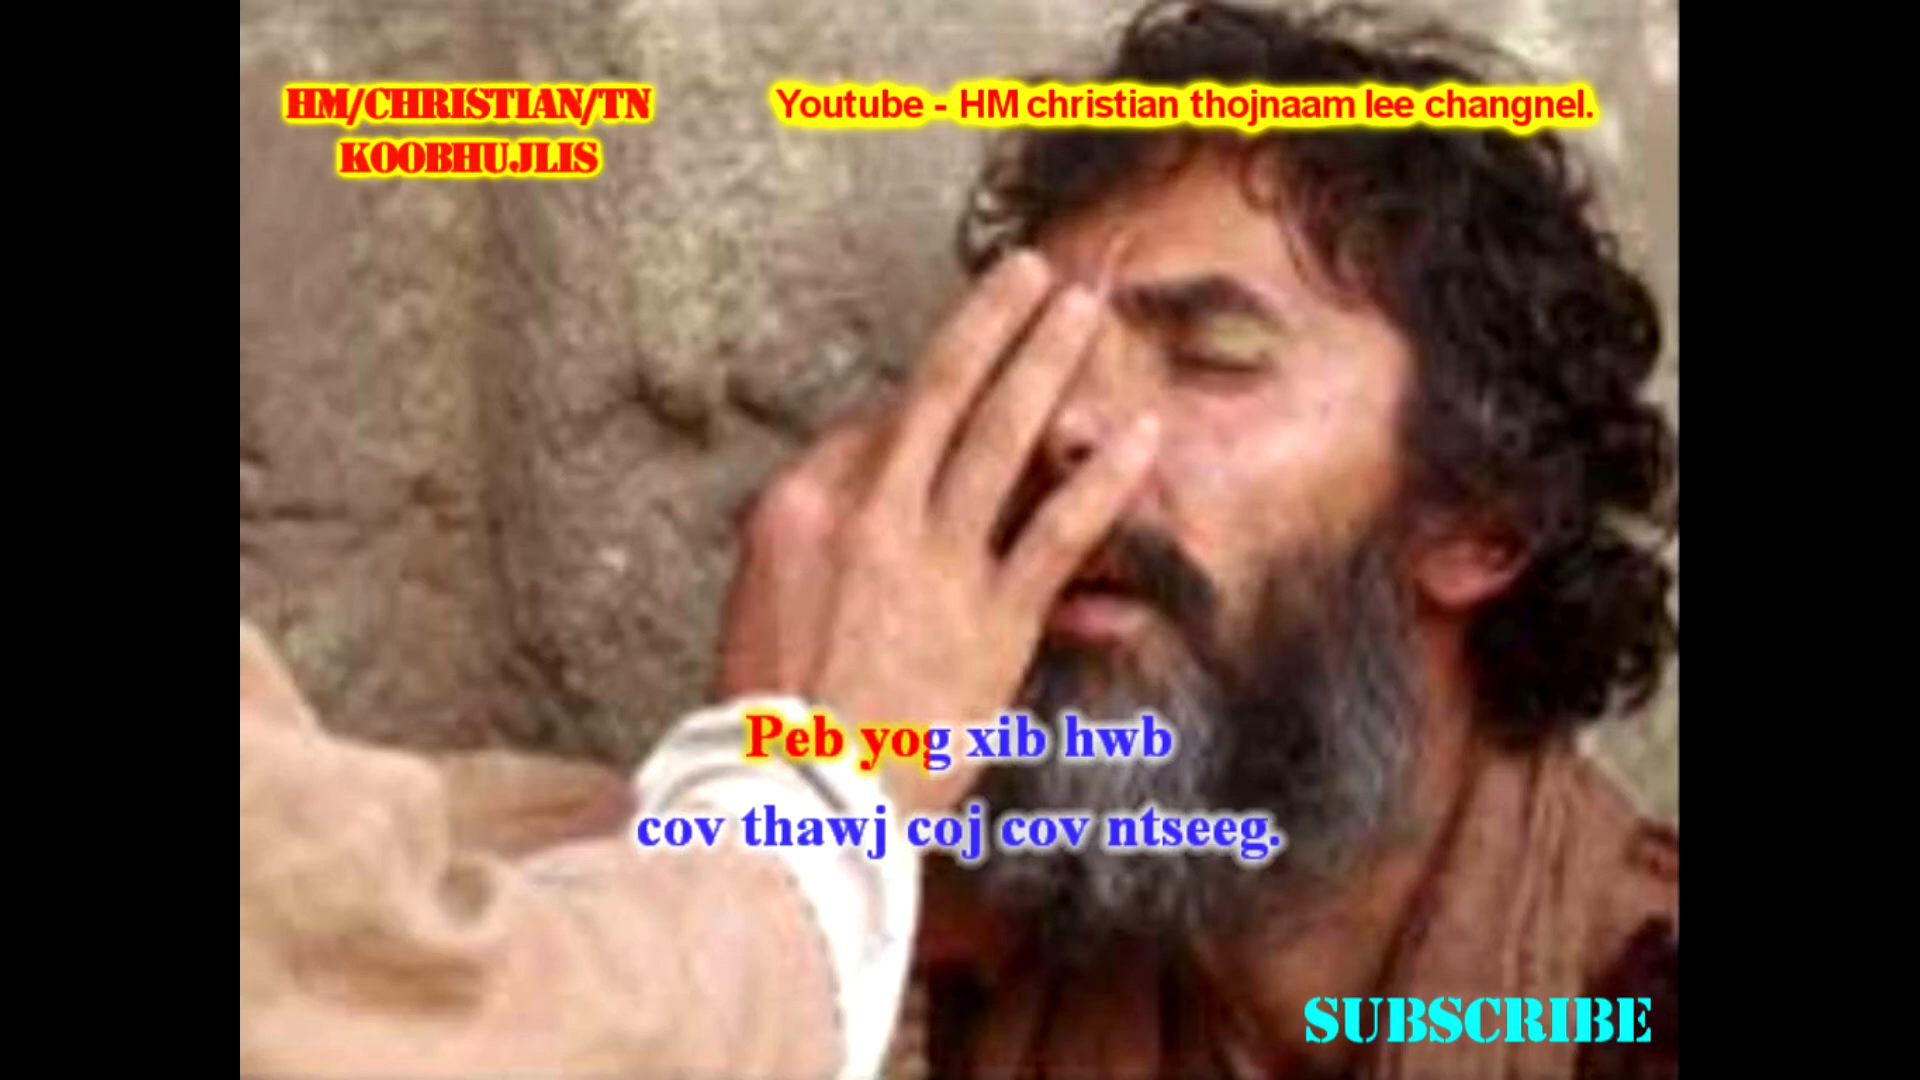 HM/CHRISTIAN/TN
KOOBHUJLIS
Youtube - HM christian thojnaam lee changnel.
Peb yog xib hwb
cov thawj coj cov ntseeg.
SUBSCRIBE